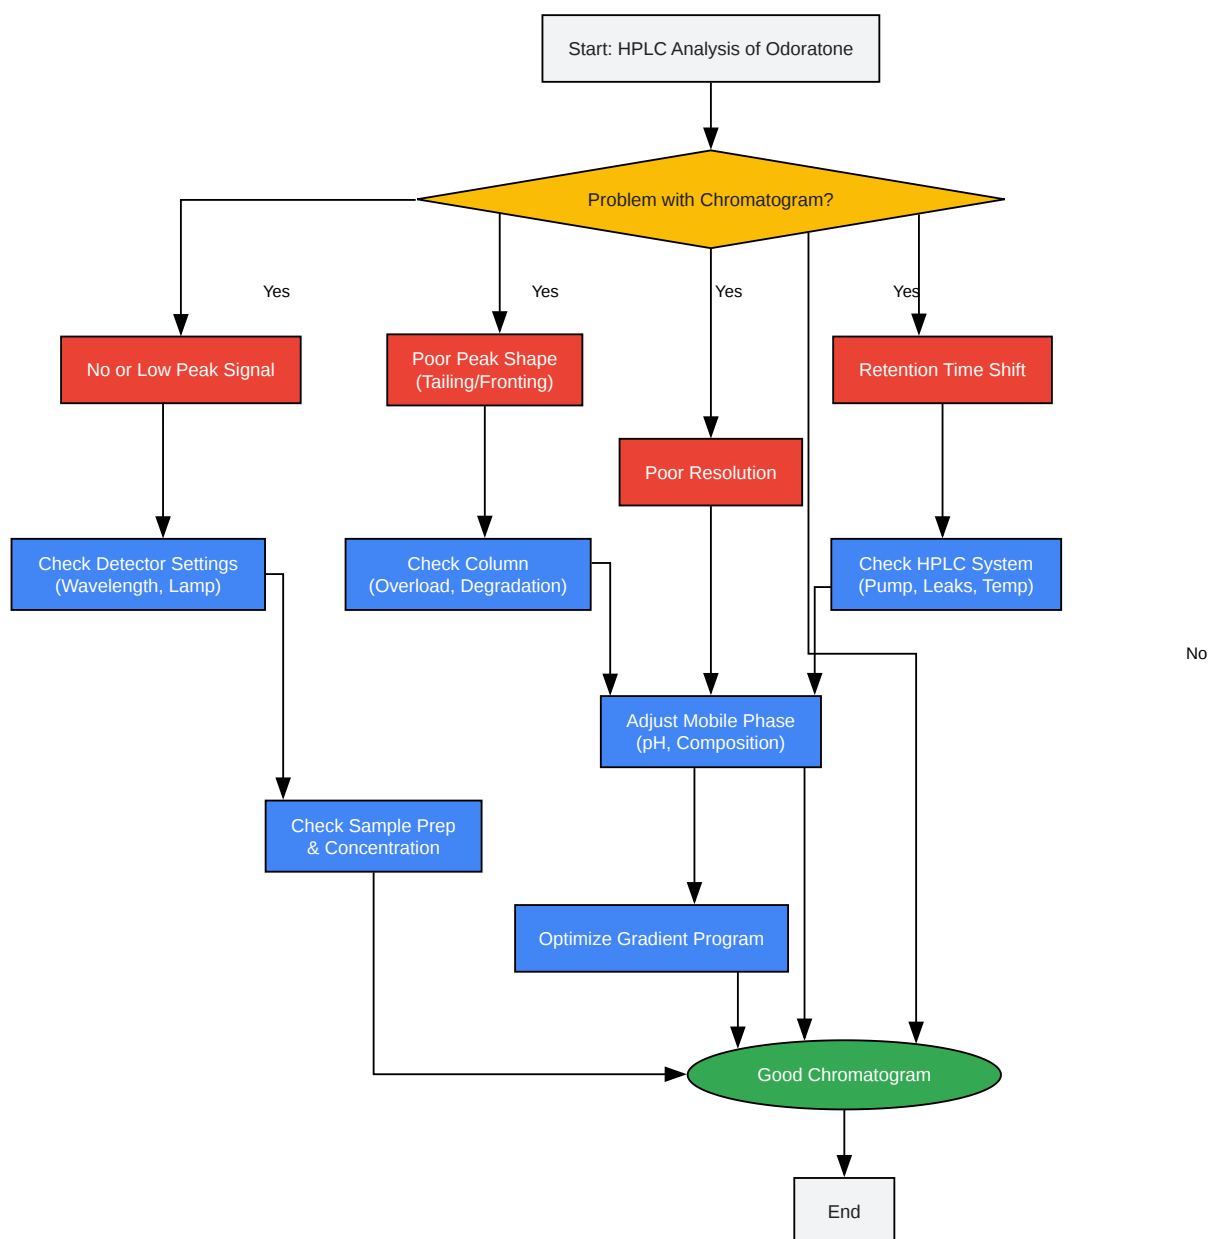 Start: HPLC Analysis of Odoratone
Problem with Chromatogram?
Yes
Yes
Yes
Yes
No or Low Peak Signal
Poor Peak Shape
(Tailing/Fronting)
Retention Time Shift
Poor Resolution
Check Detector Settings
(Wavelength, Lamp)
Check Column
(Overload, Degradation)
Check HPLC System
(Pump, Leaks, Temp)
No
Adjust Mobile Phase
(pH, Composition)
Check Sample Prep
& Concentration
Optimize Gradient Program
Good Chromatogram
End